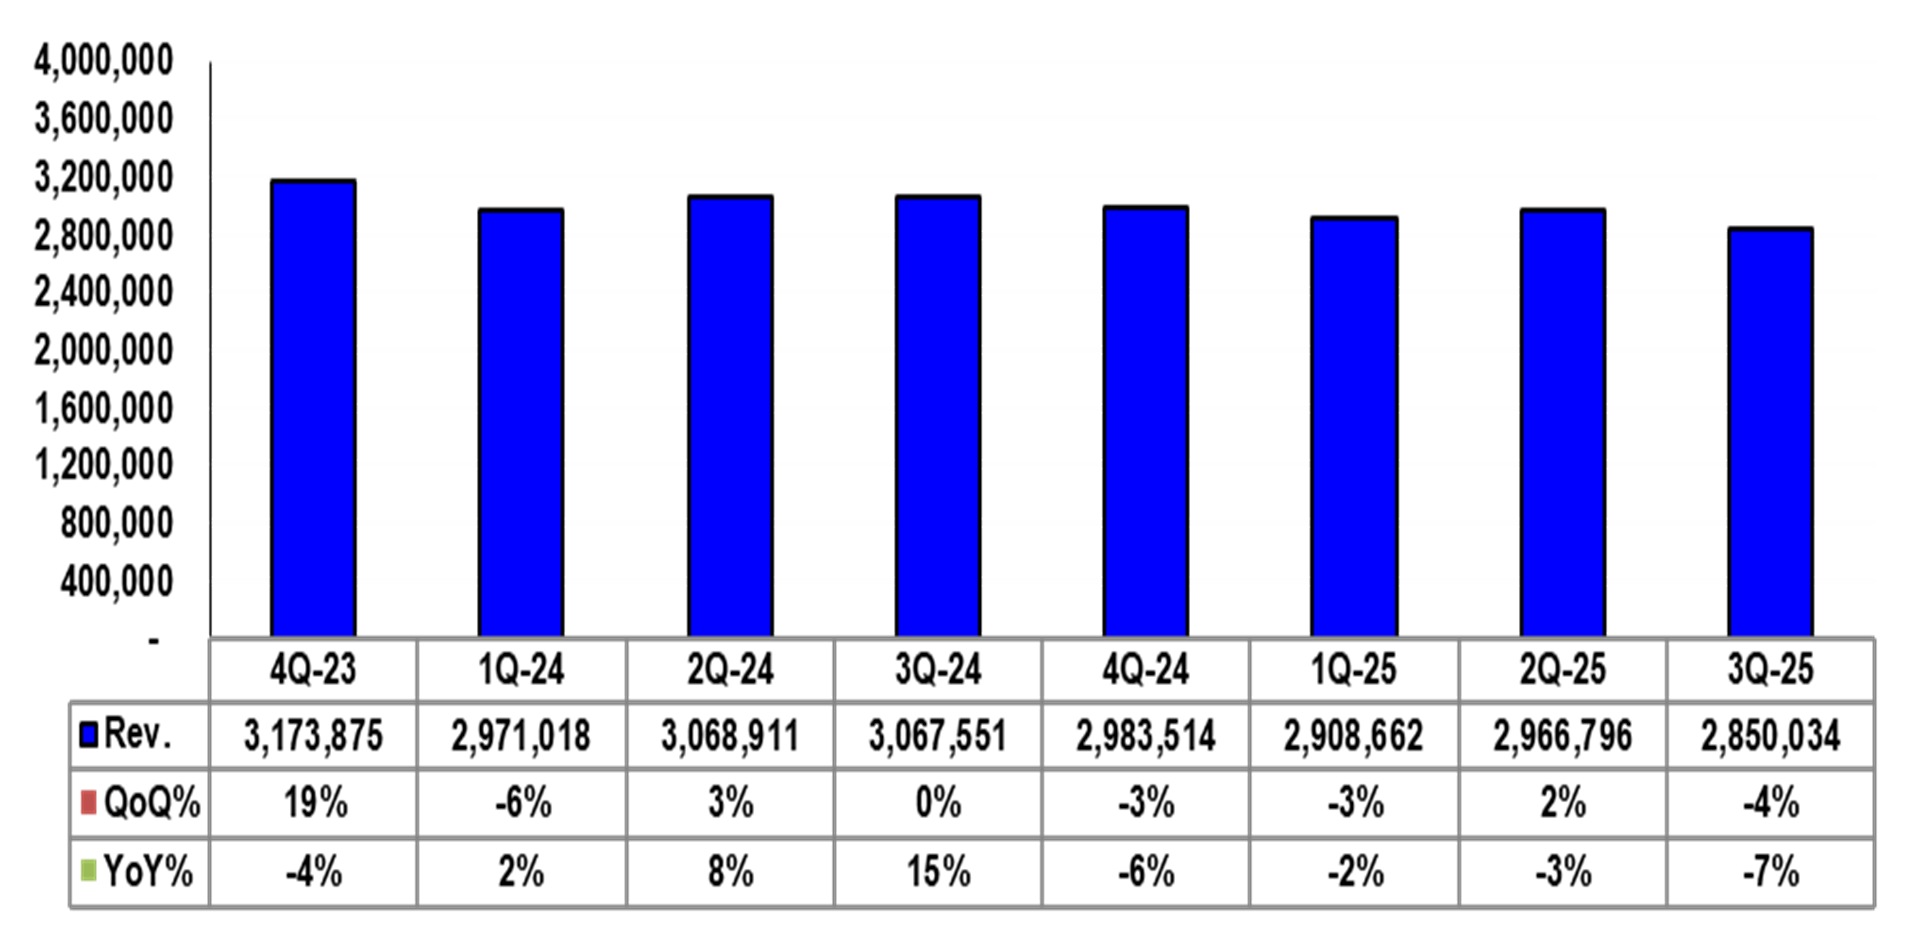 4,000,000
3,600,000
3,200,000
2,800,000
2,400,000
2,000,000
1,600,000
1,200,000
800,000
400,000
-
4Q-23 1Q-24 2Q-24 3Q-24 4Q-24 1Q-25 2Q-25 3Q-25
Rev. 3,173,875 2,971,018 3,068,911 3,067,551 2,983,514 2,908,662 2,966,796 2,850,034
QoQ% 19% -6% 3% 0% -3% -3% 2% -4%
YoY% -4% 2% 8% 15% -6% -2% -3% -7%